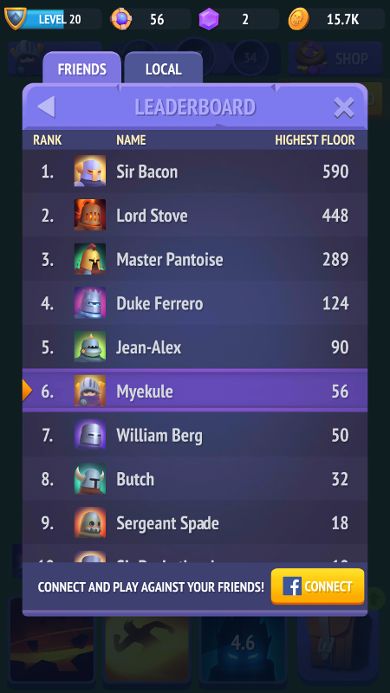 LEVEL 20 56 2 15.7K
FRIENDS LOCAL 34 SHOP
LEADERBOARD
RANK NAME HIGHEST FLOOR
1. Sir Bacon 590
2. Lord Stove 448
3. Master Pantoise 289
4. Duke Ferrero 124
5. Jean-Alex 90
6. Myekule 56
7. William Berg 50
8. Butch 32
9. Sergeant Spade 18
CONNECT AND PLAY AGAINST YOUR FRIENDS! f CONNECT
4.6